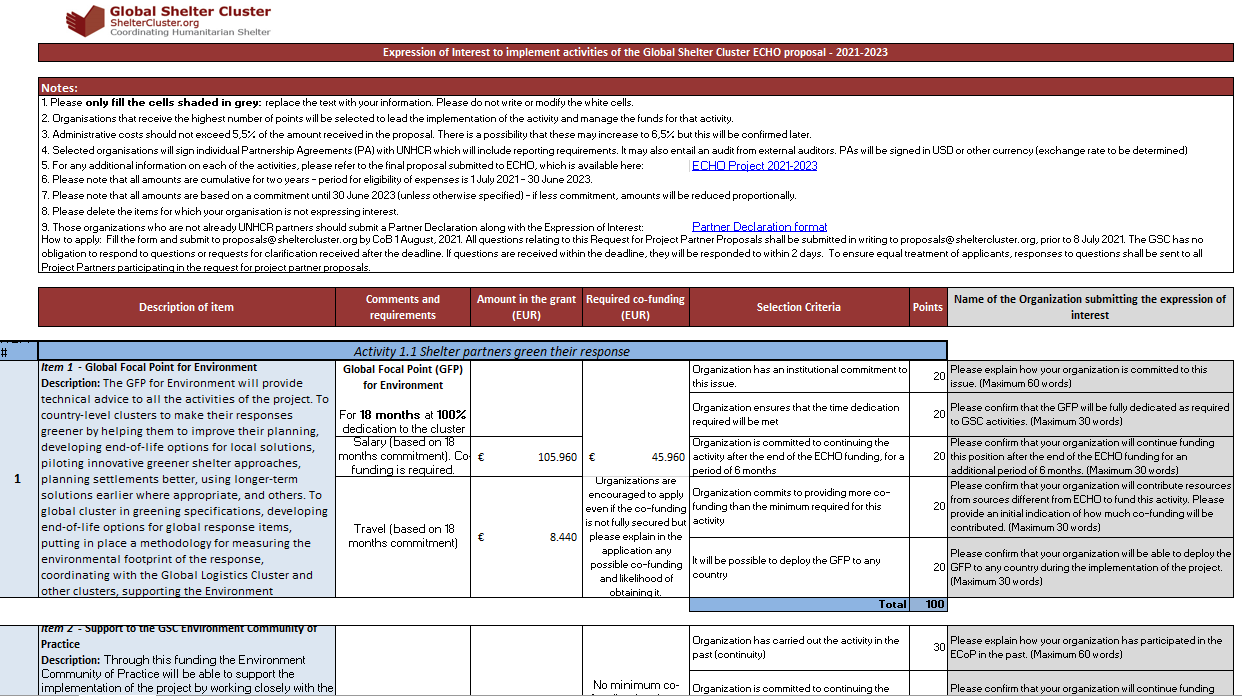 Global Shelter Cluster
ShelterCluster.org
Coordinating Humanitarian Shelter
Expression of Interest to implement activities of the Global Shelter Cluster ECHO proposal - 2021-2023
Notes:
1. Please only fill the cells shaded in grey: replace the text with your information. Please do not write or modify the white cells.
2. Organisations that receive the highest number of points will be selected to lead the implementation of the activity and manage the funds for that activity.
3. Administrative costs should not exceed 5,5% of the amount received in the proposal. There is a possibility that these may increase to 6,5% but this will be confirmed later.
4. Selected organisations will sign individual Partnership Agreements (PA) with UNHCR which will include reporting requirements. It may also entail an audit from external auditors. PAs will be signed in USD or other currency (exchange rate to be determined)
5. For any additional information on each of the activities, please refer to the final proposal submitted to ECHO, which is available here: ECHO Project 2021-2023
6. Please note that all amounts are cumulative for two years - period for eligibility of expenses is 1 July 2021 - 30 June 2023.
7. Please note that all amounts are based on a commitment until 30 June 2023 (unless otherwise specified) - if less commitment, amounts will be reduced proportionally.
8. Please delete the items for which your organisation is not expressing interest.
9. Those organizations who are not already UNHCR partners should submit a Partner Declaration along with the Expression of Interest: Partner Declaration format
How to apply: Fill the form and submit to proposals@sheltercluster.org by CoB 1 August, 2021. All questions relating to this Request for Project Partner Proposals shall be submitted in writing to proposals@sheltercluster.org, prior to 8 July 2021. The GSC has no
obligation to respond to questions or requests for clarification received after the deadline. If questions are received within the deadline, they will be responded to within 2 days. To ensure equal treatment of applicants, responses to questions shall be sent to all
Project Partners participating in the request for project partner proposals.
Description of item
Comments and
requirements
Amount in the grant
(EUR)
Required co-funding
(EUR)
Selection Criteria
Points
Name of the Organization submitting the expression of
interest
#
Activity 1.1 Shelter partners green their response
1
Item 1 - Global Focal Point for Environment
Description: The GFP for Environment will provide
technical advice to all the activities of the project. To
country-level clusters to make their responses
greener by helping them to improve their planning,
developing end-of-life options for local solutions,
piloting innovative greener shelter approaches,
planning settlements better, using longer-term
solutions earlier where appropriate, and others. To
global cluster in greening specifications, developing
end-of-life options for global response items,
putting in place a methodology for measuring the
environmental footprint of the response,
coordinating with the Global Logistics Cluster and
other clusters, supporting the Environment
Global Focal Point (GFP)
for Environment
For 18 months at 100%
dedication to the cluster
Salary (based on 18
months commitment). Co-
funding is required.
€ 105.960
€ 45.960
Travel (based on 18
months commitment)
€ 8.440
Organizations are
encouraged to apply
even if the co-funding
is not fully secured but
please explain in the
application any
possible co-funding
and likelihood of
obtaining it.
Organization has an institutional commitment to
this issue.
20
Please explain how your organization is committed to this
issue. (Maximum 60 words)
Organization ensures that the time dedication
required will be met
20
Please confirm that the GFP will be fully dedicated as required
to GSC activities. (Maximum 30 words)
Organization is committed to continuing the
activity after the end of the ECHO funding, for a
period of 6 months
20
Please confirm that your organization will continue funding
this position after the end of the ECHO funding for an
additional period of 6 months. (Maximum 30 words)
Organization commits to providing more co-
funding than the minimum required for this
activity
20
Please confirm that your organization will contribute resources
from sources different from ECHO to fund this activity. Please
provide an initial indication of how much co-funding will be
contributed. (Maximum 30 words)
It will be possible to deploy the GFP to any
country
20
Please confirm that your organization will be able to deploy the
GFP to any country during the implementation of the project.
(Maximum 30 words)
Total 100
Item 2 - Support to the GSC Environment Community of
Practice
Description: Through this funding the Environment
Community of Practice will be able to support the
implementation of the project by working closely with the
No minimum co-
Organization has carried out the activity in the
past (continuity)
30
Please explain how your organization has participated in the
ECoP in the past. (Maximum 60 words)
Organization is committed to continuing the
Please confirm that your organization will continue funding